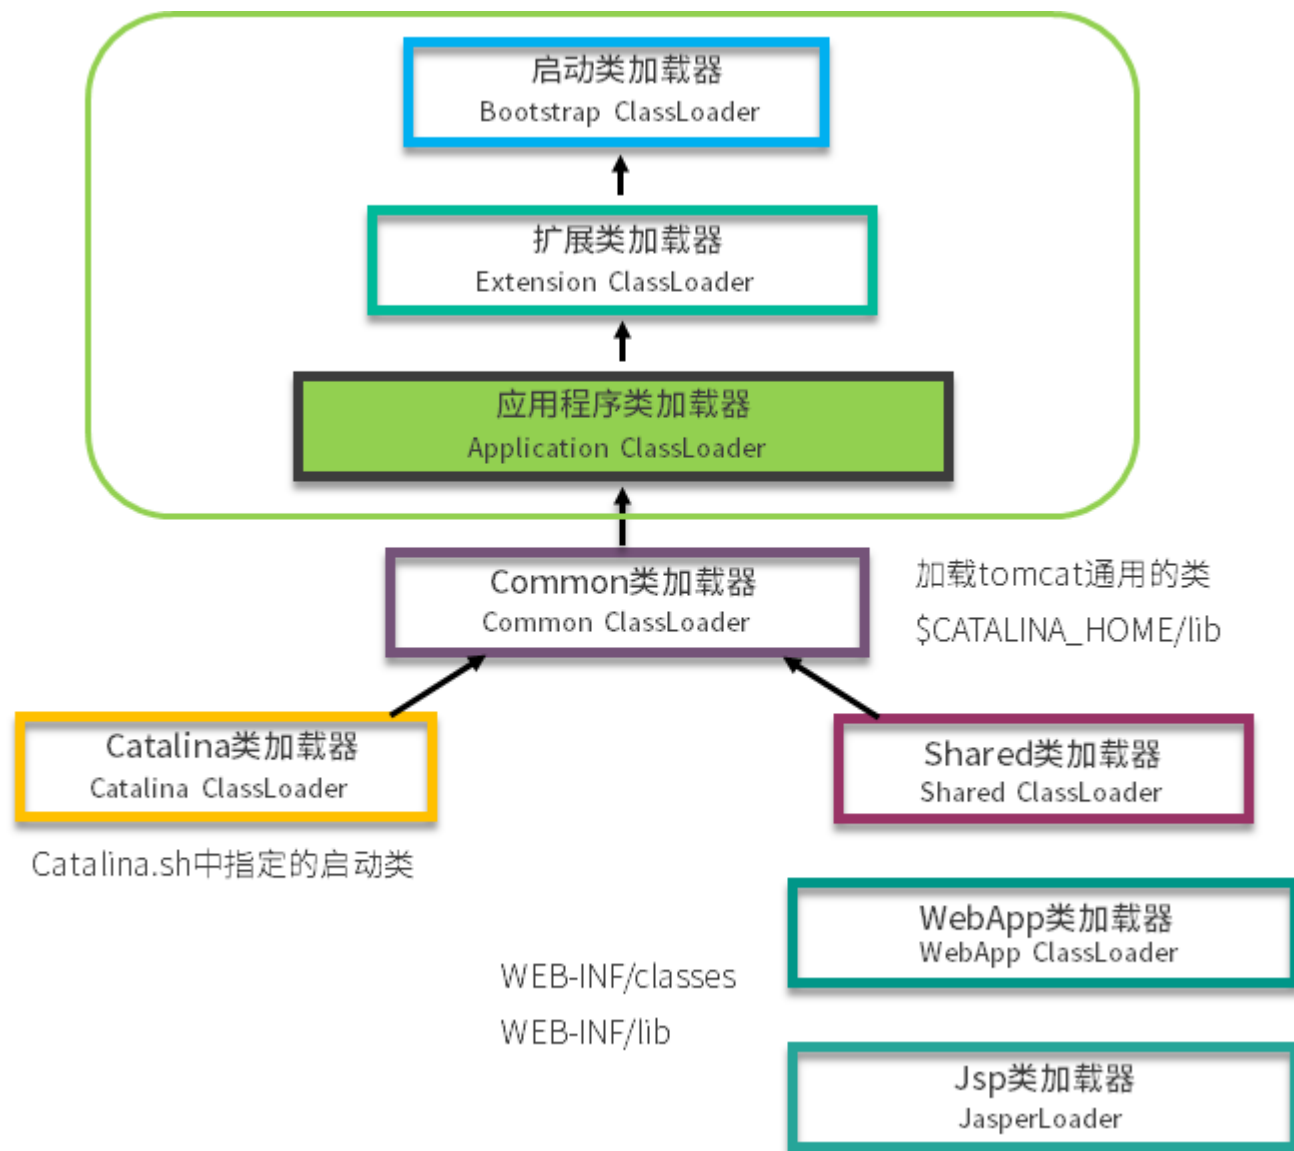 启动类加载器
Bootstrap ClassLoader
扩展类加载器
Extension ClassLoader
应用程序类加载器
Application ClassLoader
Common类加载器
Common ClassLoader
加载tomcat通用的类
$CATALINA_HOME/lib
Catalina类加载器
Catalina ClassLoader
Shared类加载器
Shared ClassLoader
Catalina.sh中指定的启动类
WebApp类加载器
WebApp ClassLoader
WEB-INF/classes
WEB-INF/lib
Jsp类加载器
JasperLoader